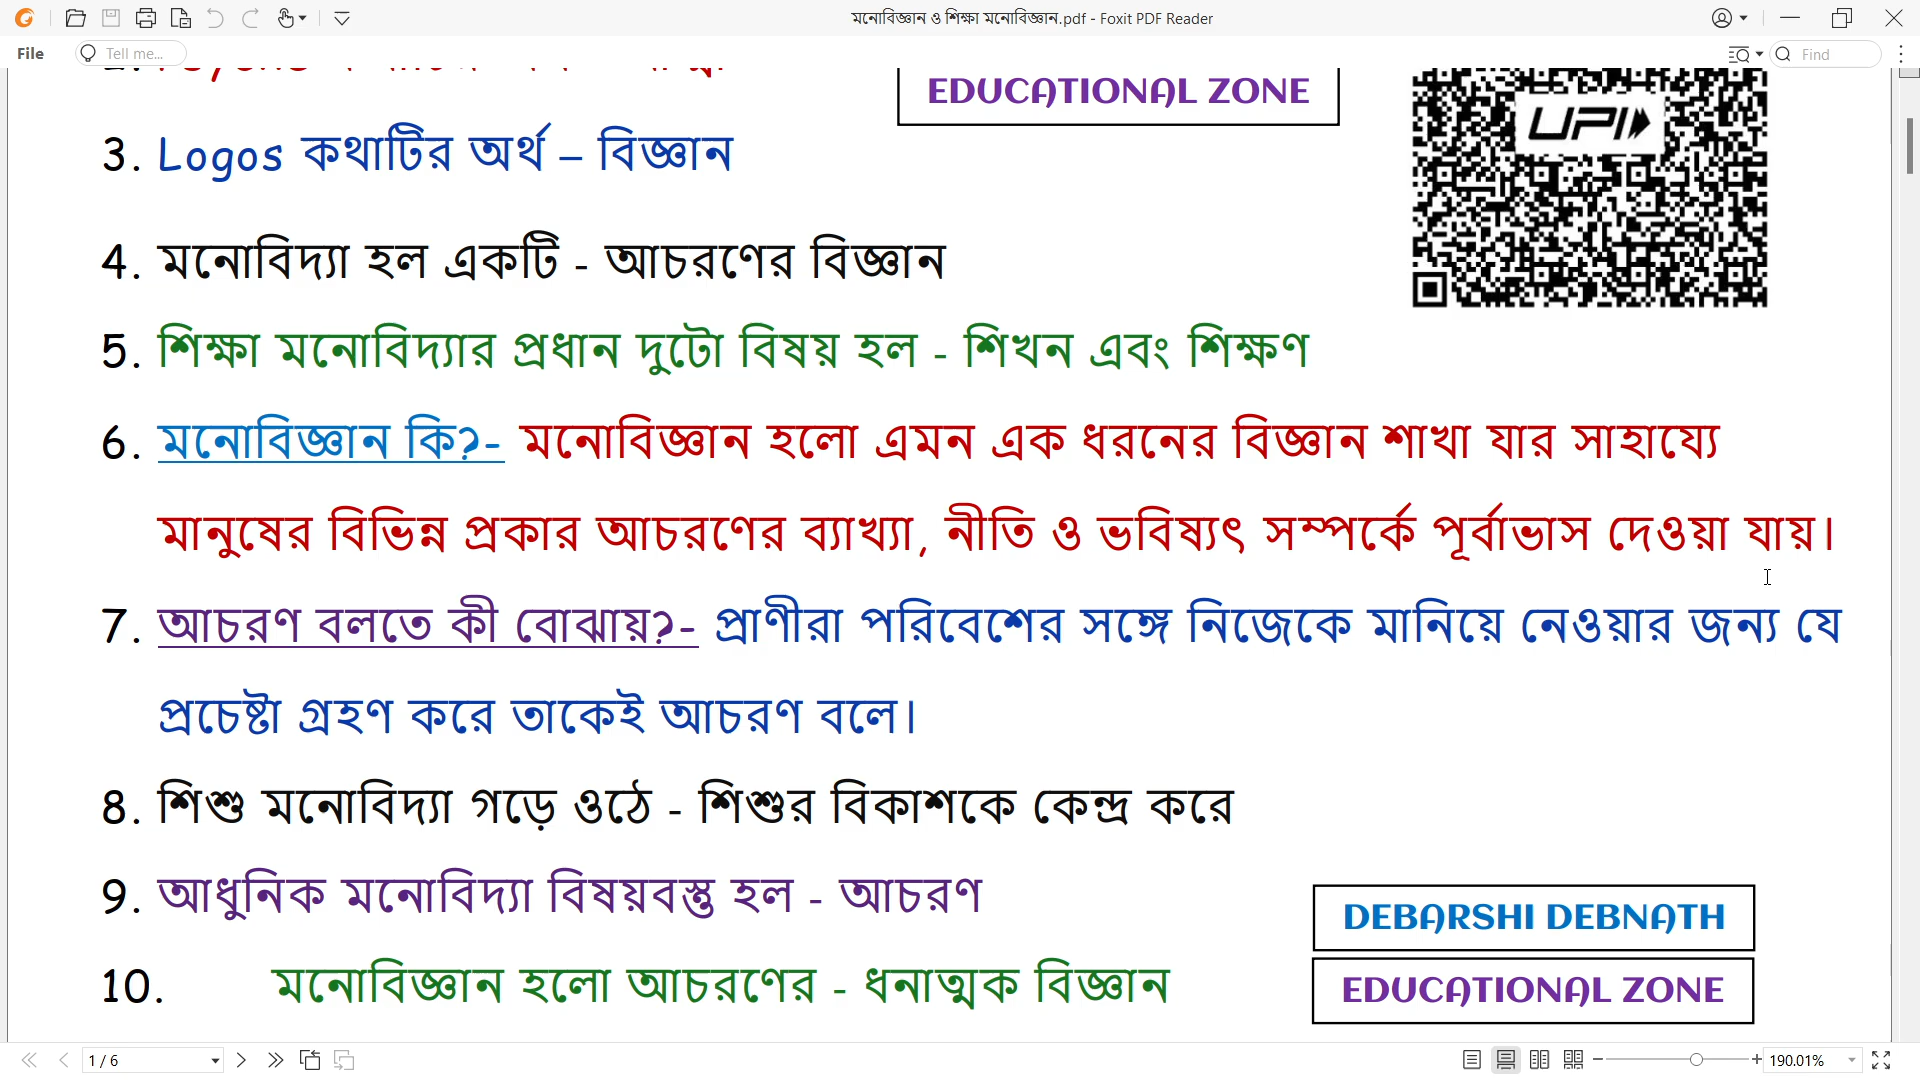 মনোবিজ্ঞান ও শিক্ষা মনোবিজ্ঞান.pdf - Foxit PDF Reader
File
Tell me...
Find
EDUCATIONAL ZONE
UPI
3. Logos কথাটির অর্থ – বিজ্ঞান
4. মনোবিদ্যা হল একটি - আচরণের বিজ্ঞান
5. শিক্ষা মনোবিদ্যার প্রধান দুটো বিষয় হল - শিখন এবং শিক্ষণ
6. মনোবিজ্ঞান কি?- মনোবিজ্ঞান হলো এমন এক ধরনের বিজ্ঞান শাখা যার সাহায্যে
মানুষের বিভিন্ন প্রকার আচরণের ব্যাখ্যা, নীতি ও ভবিষ্যৎ সম্পর্কে পূর্বাভাস দেওয়া যায়।
7. আচরণ বলতে কী বোঝায়?- প্রাণীরা পরিবেশের সঙ্গে নিজেকে মানিয়ে নেওয়ার জন্য যে
প্রচেষ্টা গ্রহণ করে তাকেই আচরণ বলে।
8. শিশু মনোবিদ্যা গড়ে ওঠে - শিশুর বিকাশকে কেন্দ্র করে
9. আধুনিক মনোবিদ্যা বিষয়বস্তু হল - আচরণ
DEBARSHI DEBNATH
10. মনোবিজ্ঞান হলো আচরণের - ধনাত্মক বিজ্ঞান
EDUCATIONAL ZONE
1 / 6
190.01%